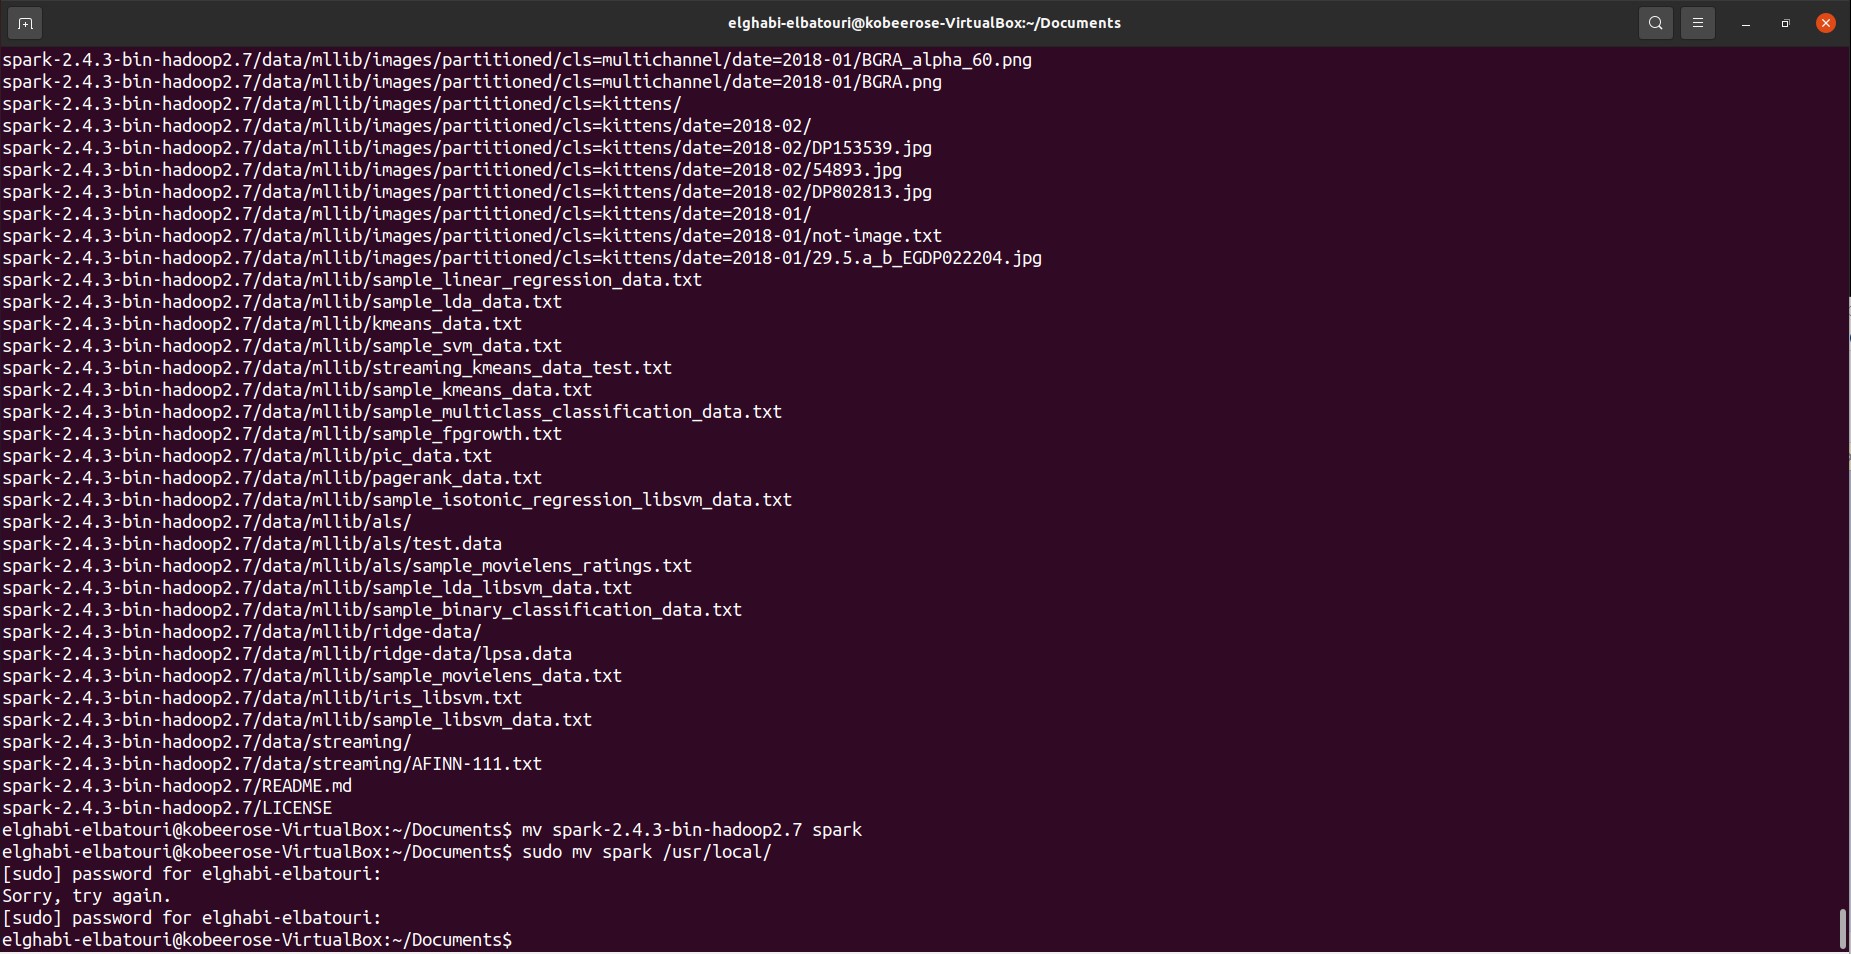 elghabi-elbatouri@kobeerose-VirtualBox:~/Documents
spark-2.4.3-bin-hadoop2.7/data/mllib/images/partitioned/cls=multichannel/date=2018-01/BGRA_alpha_60.png
spark-2.4.3-bin-hadoop2.7/data/mllib/images/partitioned/cls=multichannel/date=2018-01/BGRA.png
spark-2.4.3-bin-hadoop2.7/data/mllib/images/partitioned/cls=kittens/
spark-2.4.3-bin-hadoop2.7/data/mllib/images/partitioned/cls=kittens/date=2018-02/
spark-2.4.3-bin-hadoop2.7/data/mllib/images/partitioned/cls=kittens/date=2018-02/DP153539.jpg
spark-2.4.3-bin-hadoop2.7/data/mllib/images/partitioned/cls=kittens/date=2018-02/54893.jpg
spark-2.4.3-bin-hadoop2.7/data/mllib/images/partitioned/cls=kittens/date=2018-02/DP802813.jpg
spark-2.4.3-bin-hadoop2.7/data/mllib/images/partitioned/cls=kittens/date=2018-01/
spark-2.4.3-bin-hadoop2.7/data/mllib/images/partitioned/cls=kittens/date=2018-01/not-image.txt
spark-2.4.3-bin-hadoop2.7/data/mllib/images/partitioned/cls=kittens/date=2018-01/29.5.a_b_EGDP022204.jpg
spark-2.4.3-bin-hadoop2.7/data/mllib/sample_linear_regression_data.txt
spark-2.4.3-bin-hadoop2.7/data/mllib/sample_lda_data.txt
spark-2.4.3-bin-hadoop2.7/data/mllib/kmeans_data.txt
spark-2.4.3-bin-hadoop2.7/data/mllib/sample_svm_data.txt
spark-2.4.3-bin-hadoop2.7/data/mllib/streaming_kmeans_data_test.txt
spark-2.4.3-bin-hadoop2.7/data/mllib/sample_kmeans_data.txt
spark-2.4.3-bin-hadoop2.7/data/mllib/sample_multiclass_classification_data.txt
spark-2.4.3-bin-hadoop2.7/data/mllib/sample_fpgrowth.txt
spark-2.4.3-bin-hadoop2.7/data/mllib/pic_data.txt
spark-2.4.3-bin-hadoop2.7/data/mllib/pagerank_data.txt
spark-2.4.3-bin-hadoop2.7/data/mllib/sample_isotonic_regression_libsvm_data.txt
spark-2.4.3-bin-hadoop2.7/data/mllib/als/
spark-2.4.3-bin-hadoop2.7/data/mllib/als/test.data
spark-2.4.3-bin-hadoop2.7/data/mllib/als/sample_movielens_ratings.txt
spark-2.4.3-bin-hadoop2.7/data/mllib/sample_lda_libsvm_data.txt
spark-2.4.3-bin-hadoop2.7/data/mllib/sample_binary_classification_data.txt
spark-2.4.3-bin-hadoop2.7/data/mllib/ridge-data/
spark-2.4.3-bin-hadoop2.7/data/mllib/ridge-data/lpsa.data
spark-2.4.3-bin-hadoop2.7/data/mllib/sample_movielens_data.txt
spark-2.4.3-bin-hadoop2.7/data/mllib/iris_libsvm.txt
spark-2.4.3-bin-hadoop2.7/data/mllib/sample_libsvm_data.txt
spark-2.4.3-bin-hadoop2.7/data/streaming/
spark-2.4.3-bin-hadoop2.7/data/streaming/AFINN-111.txt
spark-2.4.3-bin-hadoop2.7/README.md
spark-2.4.3-bin-hadoop2.7/LICENSE
elghabi-elbatouri@kobeerose-VirtualBox:~/Documents$ mv spark-2.4.3-bin-hadoop2.7 spark
elghabi-elbatouri@kobeerose-VirtualBox:~/Documents$ sudo mv spark /usr/local/
[sudo] password for elghabi-elbatouri:
Sorry, try again.
[sudo] password for elghabi-elbatouri:
elghabi-elbatouri@kobeerose-VirtualBox:~/Documents$